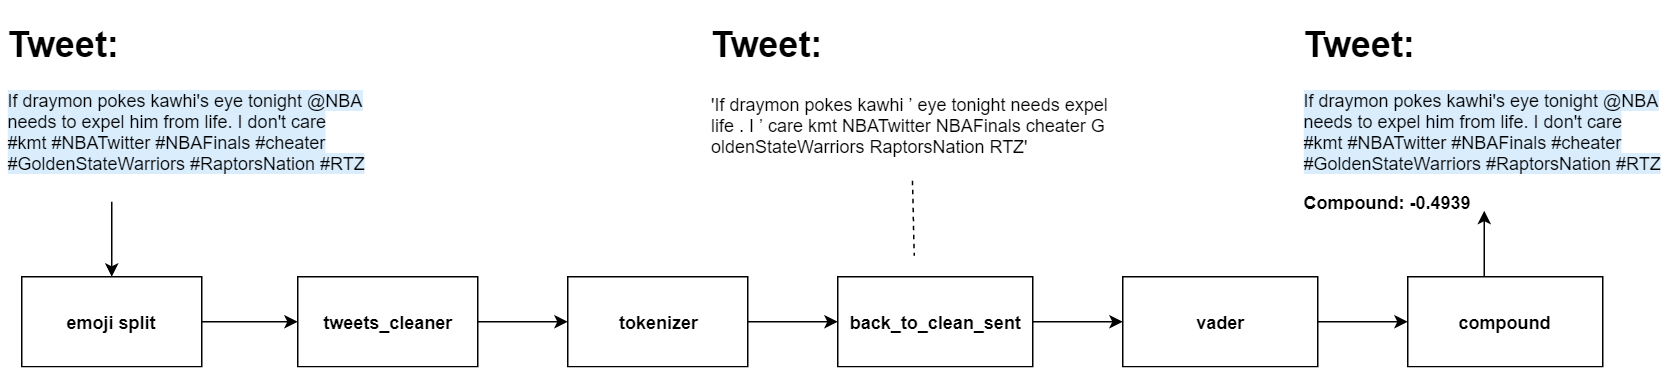 Tweet:
If draymon pokes kawhi's eye tonight @NBA
needs to expel him from life. I don't care
#kmt #NBATwitter #NBAFinals #cheater
#GoldenStateWarriors #RaptorsNation #RTZ
Tweet:
'If draymon pokes kawhi ’ eye tonight needs expel
life . I ’ care kmt NBATwitter NBAFinals cheater G
oldenStateWarriors RaptorsNation RTZ'
Tweet:
If draymon pokes kawhi's eye tonight @NBA
needs to expel him from life. I don't care
#kmt #NBATwitter #NBAFinals #cheater
#GoldenStateWarriors #RaptorsNation #RTZ
Compound: -0.4939
emoji split
tweets_cleaner
tokenizer
back_to_clean_sent
vader
compound